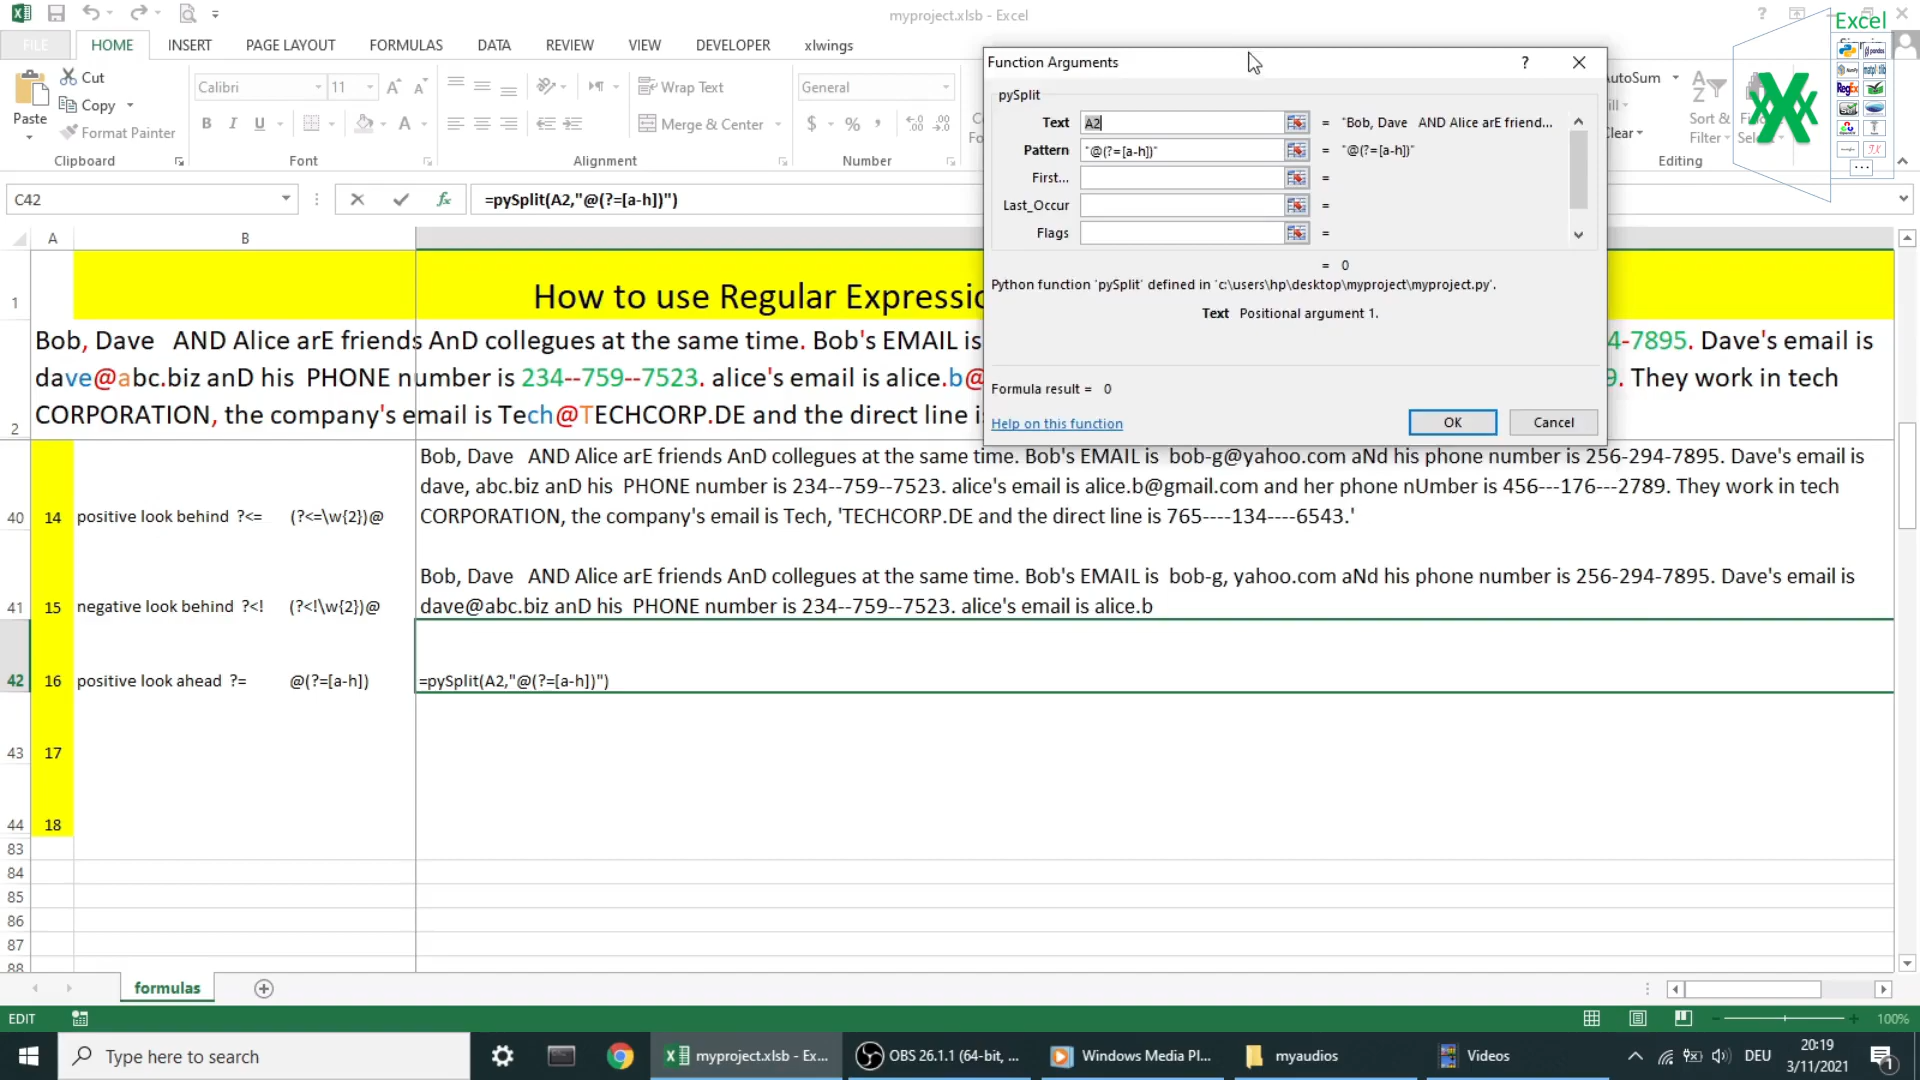 myproject.xlsb - Excel
FILE HOME INSERT PAGE LAYOUT FORMULAS DATA REVIEW VIEW DEVELOPER xlwings
Excel
Paste
Cut
Copy
Format Painter
Clipboard
Calibri 11
B I U
Font
Wrap Text
Merge & Center
Alignment
General
$ %
Number
AutoSum
Clear
Sort &
Filter
Editing
Function Arguments
pySplit
Text A2 = "Bob, Dave   AND Alice arE friend...
Pattern "@(?=[a-h])" = "@(?=[a-h])"
First... =
Last_Occur =
Flags =
= 0
Python function 'pySplit' defined in 'c:\users\hp\desktop\myproject\myproject.py'.
Text Positional argument 1.
Formula result = 0
Help on this function
OK Cancel
C42 fx =pySplit(A2,"@(?=[a-h])")
A B
1 How to use Regular
Bob, Dave   AND Alice arE friends AnD collegues at the same time. Bob's EMAIL is 4-7895. Dave's email is
dave@abc.biz anD his  PHONE number is 234--759--7523. alice's email is alice.b@ 9. They work in tech
2 CORPORATION, the company's email is Tech@TECHCORP.DE and the direct line is
Bob, Dave   AND Alice arE friends AnD collegues at the same time. Bob's EMAIL is  bob-g@yahoo.com aNd his phone number is 256-294-7895. Dave's email is
dave, abc.biz anD his  PHONE number is 234--759--7523. alice's email is alice.b@gmail.com and her phone nUmber is 456---176---2789. They work in tech
40 14 positive look behind  ?<= (?<=\w{2})@ CORPORATION, the company's email is Tech, 'TECHCORP.DE and the direct line is 765----134----6543.'
Bob, Dave   AND Alice arE friends AnD collegues at the same time. Bob's EMAIL is  bob-g, yahoo.com aNd his phone number is 256-294-7895. Dave's email is
41 15 negative look behind  ?<! (?<!\w{2})@ dave@abc.biz anD his  PHONE number is 234--759--7523. alice's email is alice.b
42 16 positive look ahead  ?= @(?=[a-h]) =pySplit(A2,"@(?=[a-h])")
43 17
44 18
83
84
85
86
87
88
formulas
EDIT 100%
Type here to search
myproject.xlsb - Ex...
OBS 26.1.1 (64-bit, ...
Windows Media Pl...
myaudios
Videos
DEU
20:19
3/11/2021
1